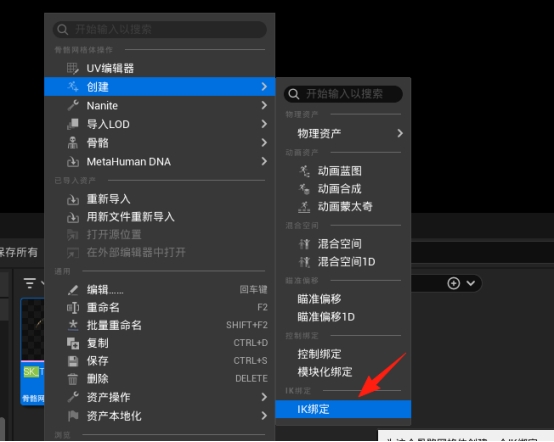 开始输入以搜索
骨骼网格体操作
UV编辑器
创建
Nanite
导入LOD
骨骼
MetaHuman DNA
已导入资产
重新导入
用新文件重新导入
打开源位置
在外部编辑器中打开
通用
编辑...... 回车键
重命名 F2
批量重命名 SHIFT+F2
复制 CTRL+D
保存 CTRL+S
删除 DELETE
资产操作
资产本地化
浏览
开始输入以搜索
物理资产
物理资产
动画资产
动画蓝图
动画合成
动画蒙太奇
混合空间
混合空间
混合空间1D
瞄准偏移
瞄准偏移
瞄准偏移1D
控制绑定
控制绑定
模块化绑定
IK绑定
IK绑定
保存所有
SK_T
骨骼网